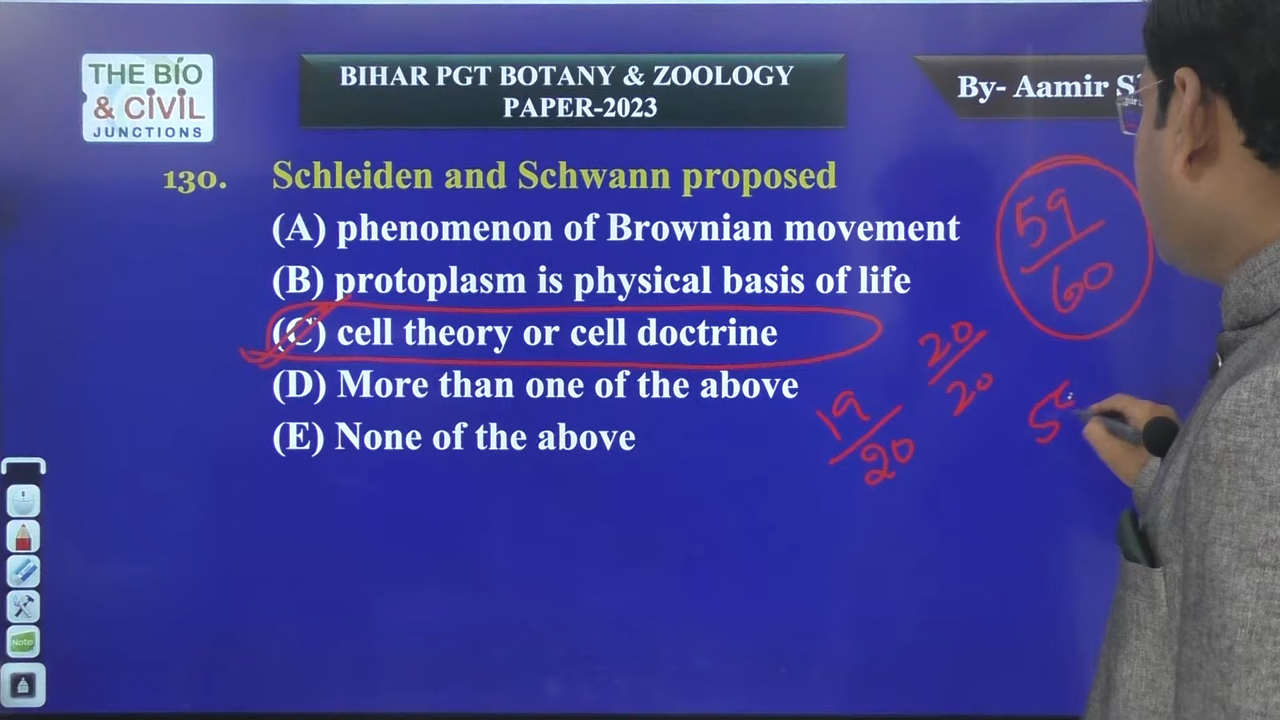 THE BIO
& CIVIL
JUNCTIONS
BIHAR PGT BOTANY & ZOOLOGY
PAPER-2023
By- Aamir
130. Schleiden and Schwann proposed
(A) phenomenon of Brownian movement
(B) protoplasm is physical basis of life
(C) cell theory or cell doctrine
(D) More than one of the above
(E) None of the above
59
60
20
20
19
20
Note